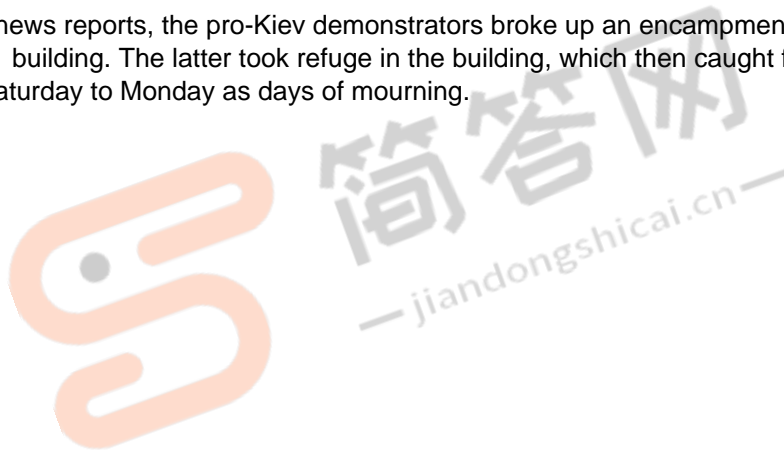 news reports, the pro-Kiev demonstrators broke up an encampmen
building. The latter took refuge in the building, which then caught
aturday to Monday as days of mourning.
简答网
jiandongshicai.cn